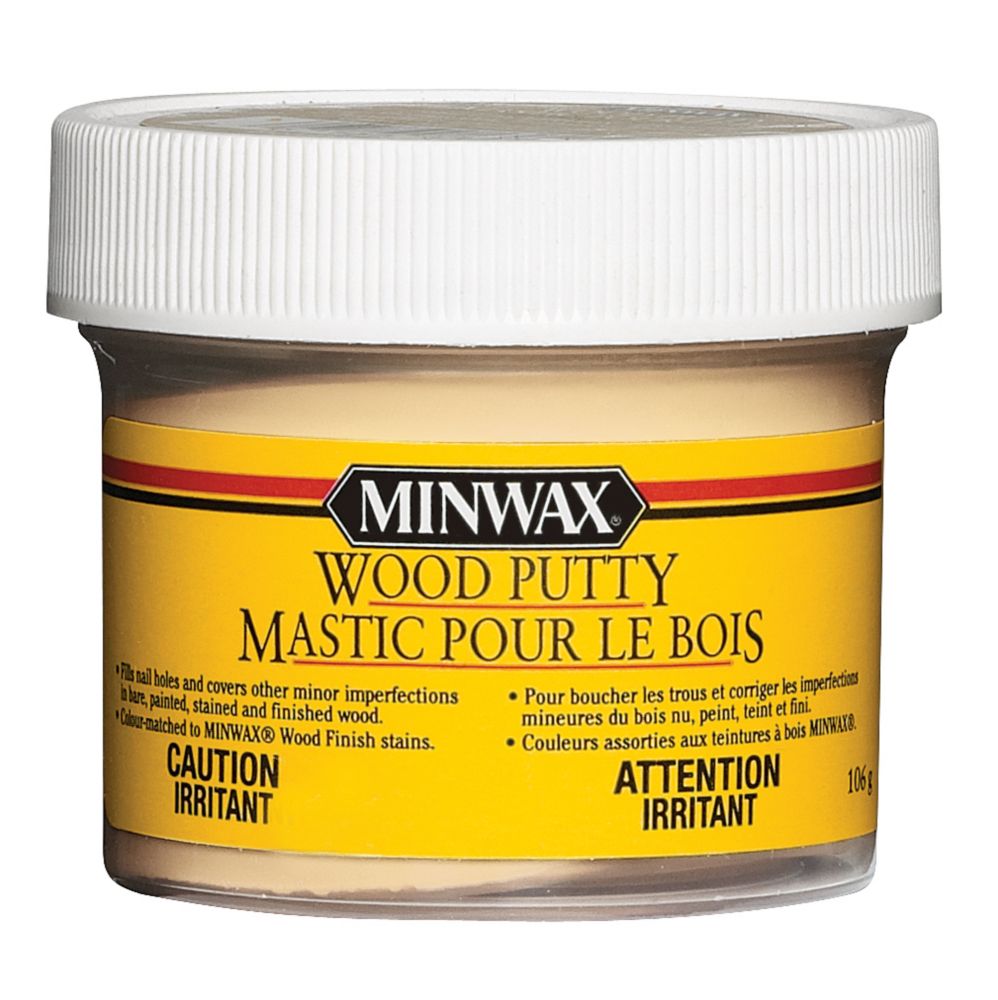 MINWAX®
WOOD PUTTY
MASTIC POUR LE BOIS
• Fills nail holes and covers other minor imperfections
in bare, painted, stained and finished wood.
• Colour-matched to MINWAX® Wood Finish stains.
CAUTION
IRRITANT
• Pour boucher les trous et corriger les imperfections
mineures du bois nu, peint, teint et fini.
• Couleurs assorties aux teintures à bois MINWAX®.
ATTENTION
IRRITANT
106 g